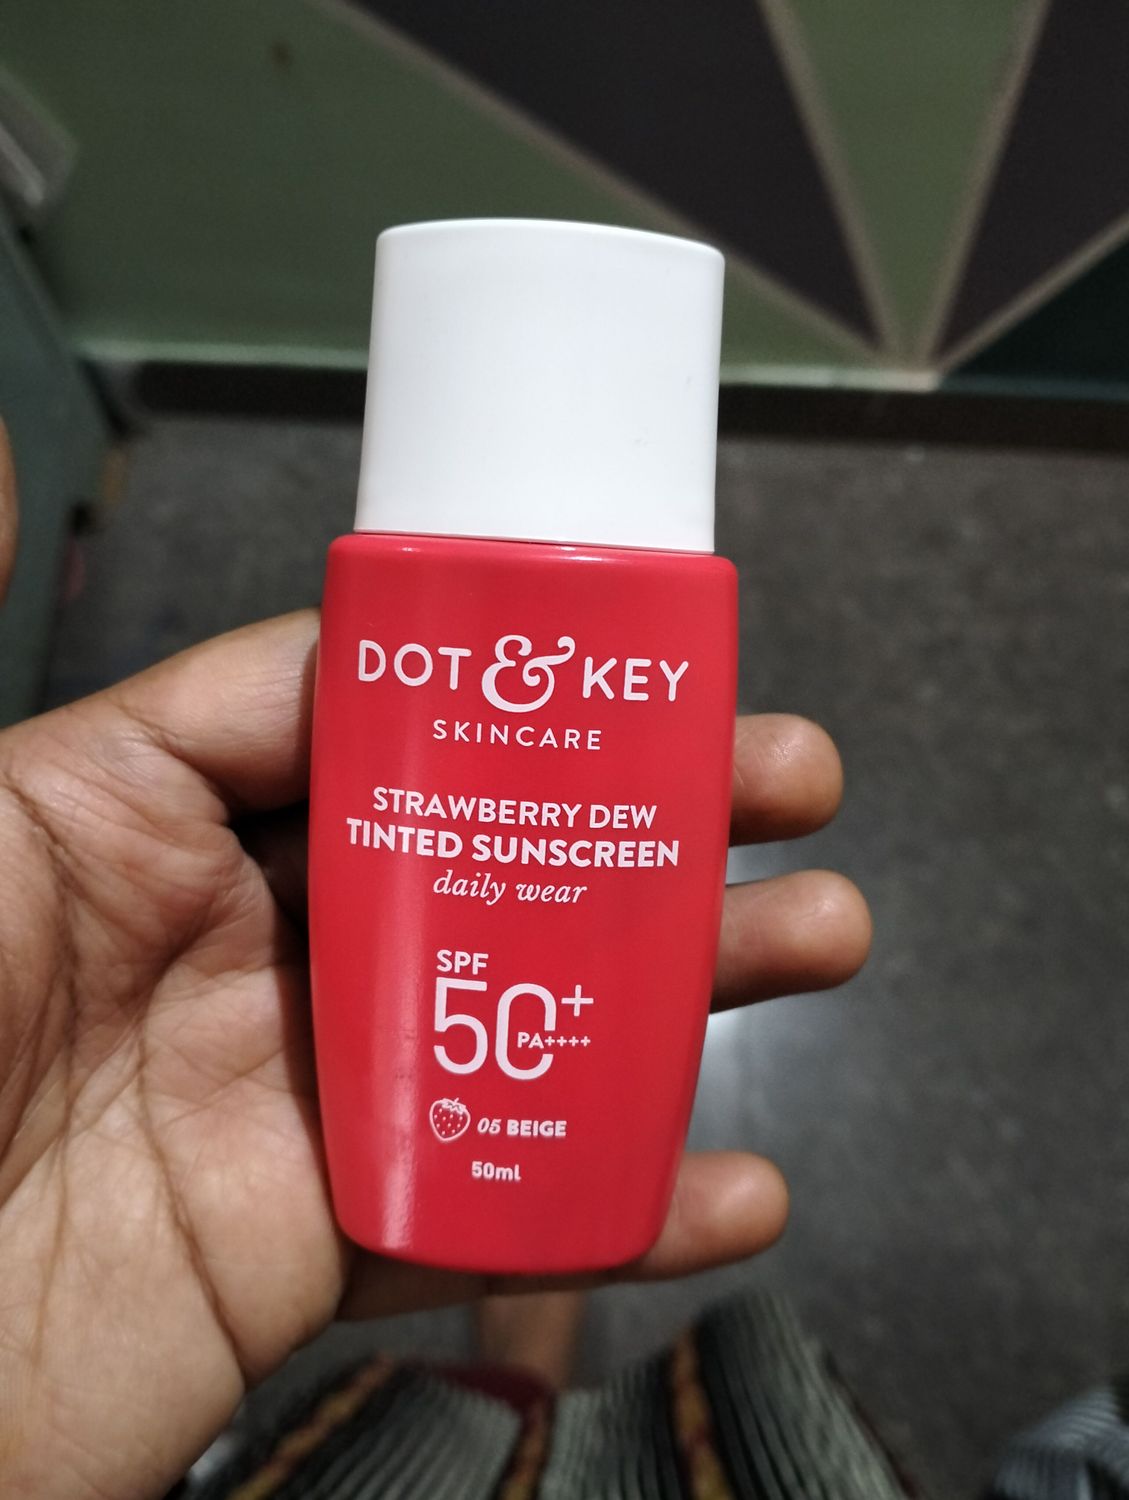 DOT & KEY
SKINCARE
STRAWBERRY DEW
TINTED SUNSCREEN
daily wear
SPF
50+
PA++++
05 BEIGE
50ml